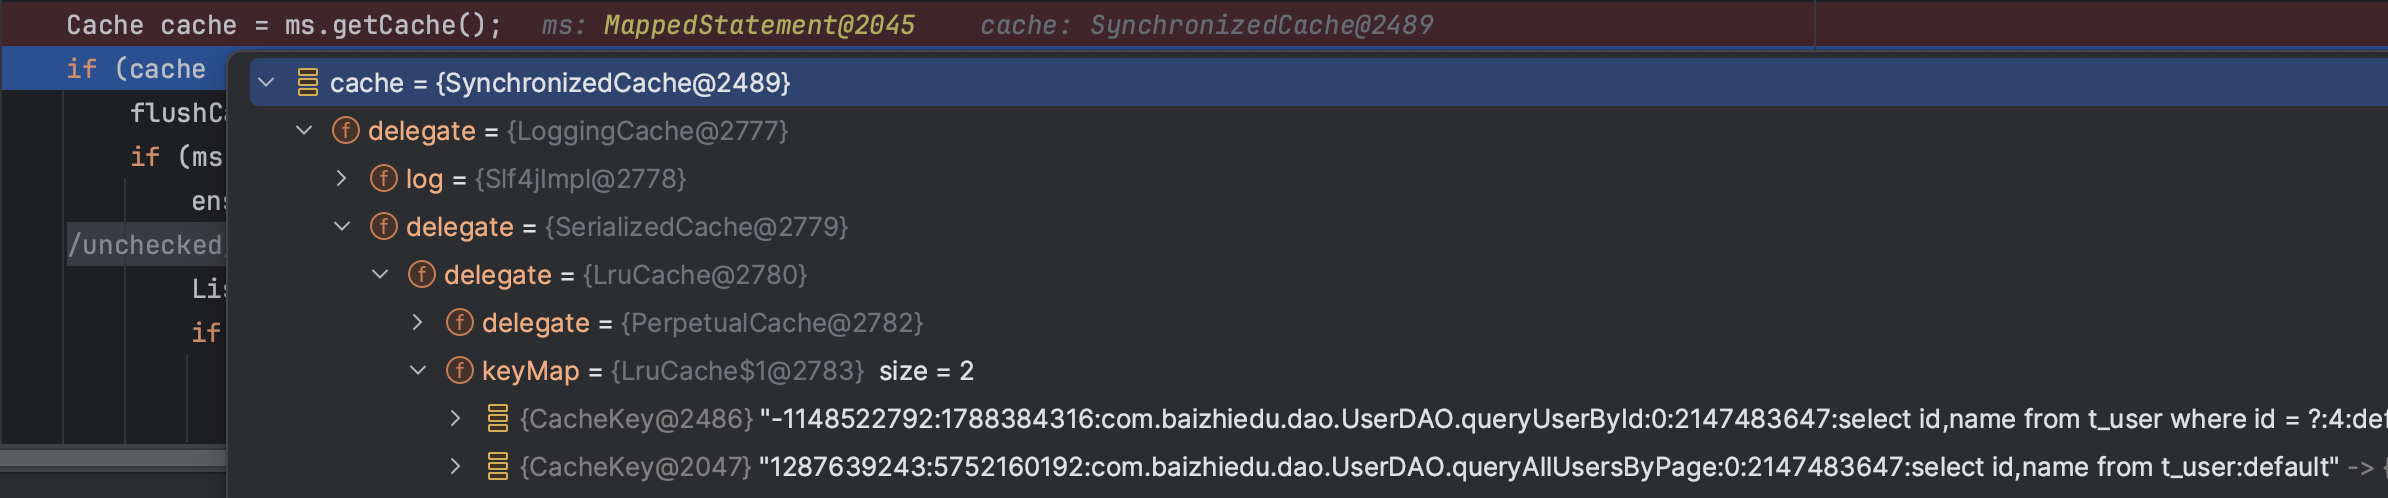 Cache cache = ms.getCache(); ms: MappedStatement@2045 cache: SynchronizedCache@2489
if (cache
cache = {SynchronizedCache@2489}
flushCa
delegate = {LoggingCache@2777}
if (ms
log = {Slf4jImpl@2778}
ens
delegate = {SerializedCache@2779}
/unchecked/
delegate = {LruCache@2780}
Lis
delegate = {PerpetualCache@2782}
if
keyMap = {LruCache$1@2783} size = 2
{CacheKey@2486} "-1148522792:1788384316:com.baizhiedu.dao.UserDAO.queryUserById:0:2147483647:select id,name from t_user where id = ?:4:def
{CacheKey@2047} "1287639243:5752160192:com.baizhiedu.dao.UserDAO.queryAllUsersByPage:0:2147483647:select id,name from t_user:default" -> {